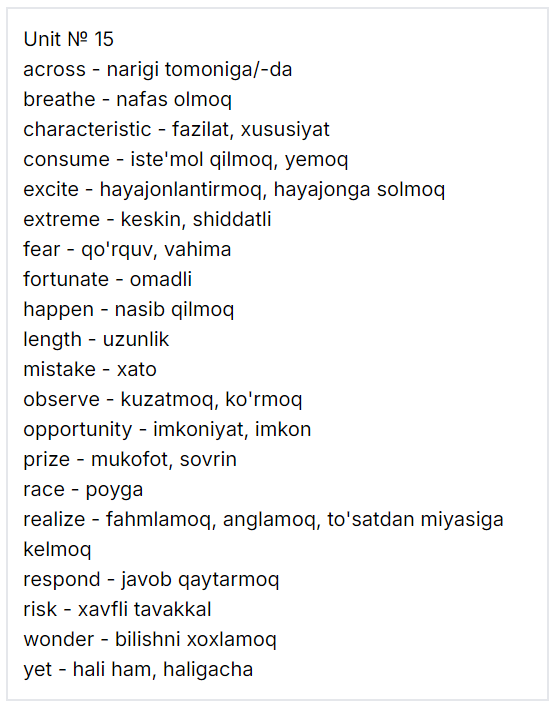 Unit № 15
across - narigi tomoniga/-da
breathe - nafas olmoq
characteristic - fazilat, xususiyat
consume - iste'mol qilmoq, yemoq
excite - hayajonlantirmoq, hayajonga solmoq
extreme - keskin, shiddatli
fear - qo'rquv, vahima
fortunate - omadli
happen - nasib qilmoq
length - uzunlik
mistake - xato
observe - kuzatmoq, ko'rmoq
opportunity - imkoniyat, imkon
prize - mukofot, sovrin
race - poyga
realize - fahmlamoq, anglamoq, to'satdan miyasiga
kelmoq
respond - javob qaytarmoq
risk - xavfli tavakkal
wonder - bilishni xoxlamoq
yet - hali ham, haligacha